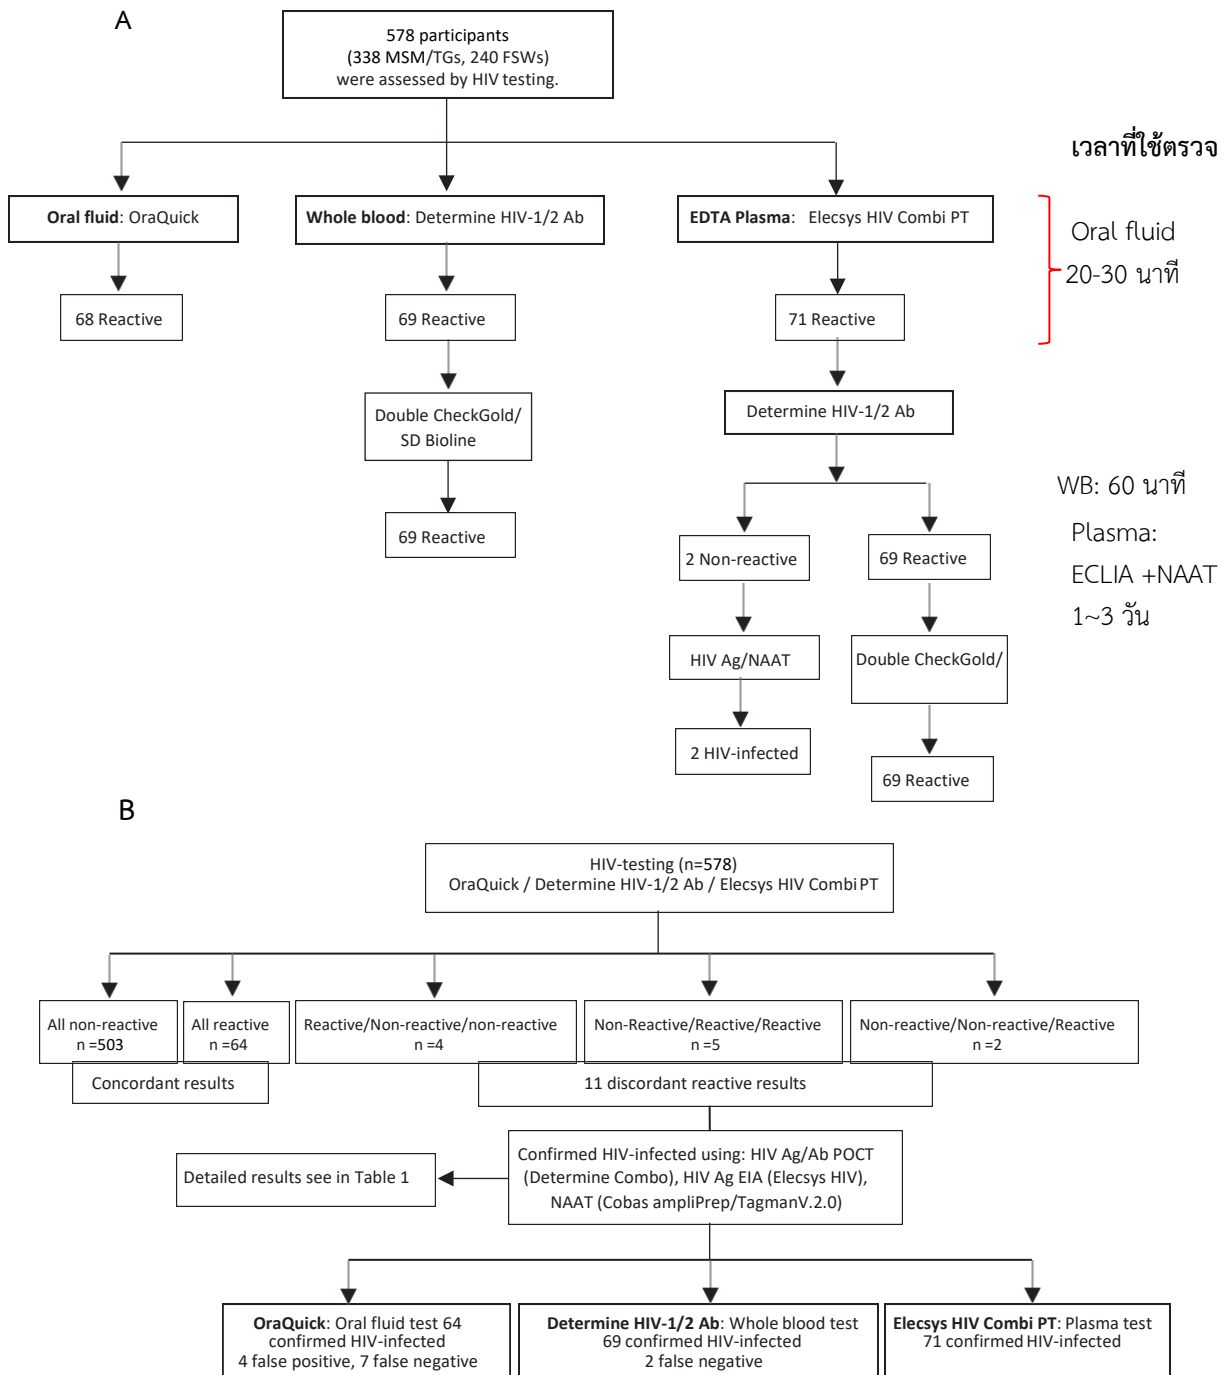 A
578 participants
(338 MSM/TGs, 240 FSWs)
were assessed by HIV testing.
เวลาที่ใช้ตรวจ
Oral fluid: OraQuick
Whole blood: Determine HIV-1/2 Ab
EDTA Plasma: Elecsys HIV Combi PT
Oral fluid
20-30 นาที
68 Reactive
69 Reactive
71 Reactive
Double CheckGold/
SD Bioline
Determine HIV-1/2 Ab
WB: 60 นาที
Plasma:
ECLIA +NAAT
1~3 วัน
69 Reactive
2 Non-reactive
69 Reactive
HIV Ag/NAAT
Double CheckGold/
2 HIV-infected
69 Reactive
B
HIV-testing (n=578)
OraQuick / Determine HIV-1/2 Ab / Elecsys HIV Combi PT
All non-reactive
n =503
All reactive
n =64
Reactive/Non-reactive/non-reactive
n =4
Non-Reactive/Reactive/Reactive
n =5
Non-reactive/Non-reactive/Reactive
n =2
Concordant results
11 discordant reactive results
Detailed results see in Table 1
Confirmed HIV-infected using: HIV Ag/Ab POCT
(Determine Combo), HIV Ag EIA (Elecsys HIV),
NAAT (Cobas ampliPrep/TagmanV.2.0)
OraQuick: Oral fluid test 64
confirmed HIV-infected
4 false positive, 7 false negative
Determine HIV-1/2 Ab: Whole blood test
69 confirmed HIV-infected
2 false negative
Elecsys HIV Combi PT: Plasma test
71 confirmed HIV-infected